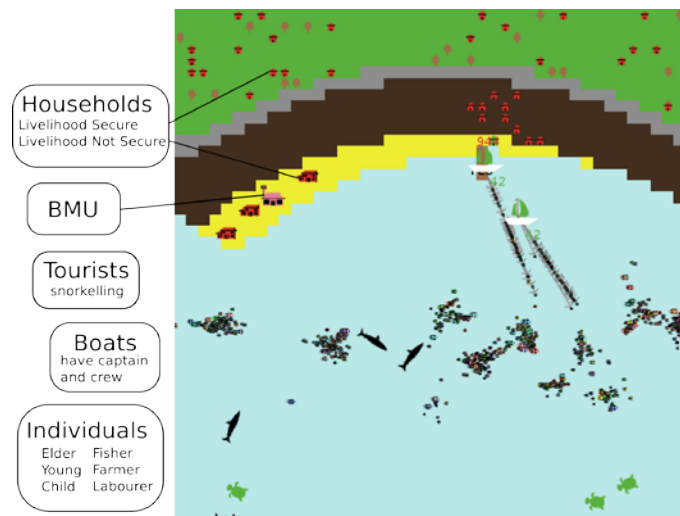 Households
Livelihood Secure
Livelihood Not Secure
BMU
Tourists
snorkelling
Boats
have captain
and crew
Individuals
Elder Fisher
Young Farmer
Child Labourer
94
42